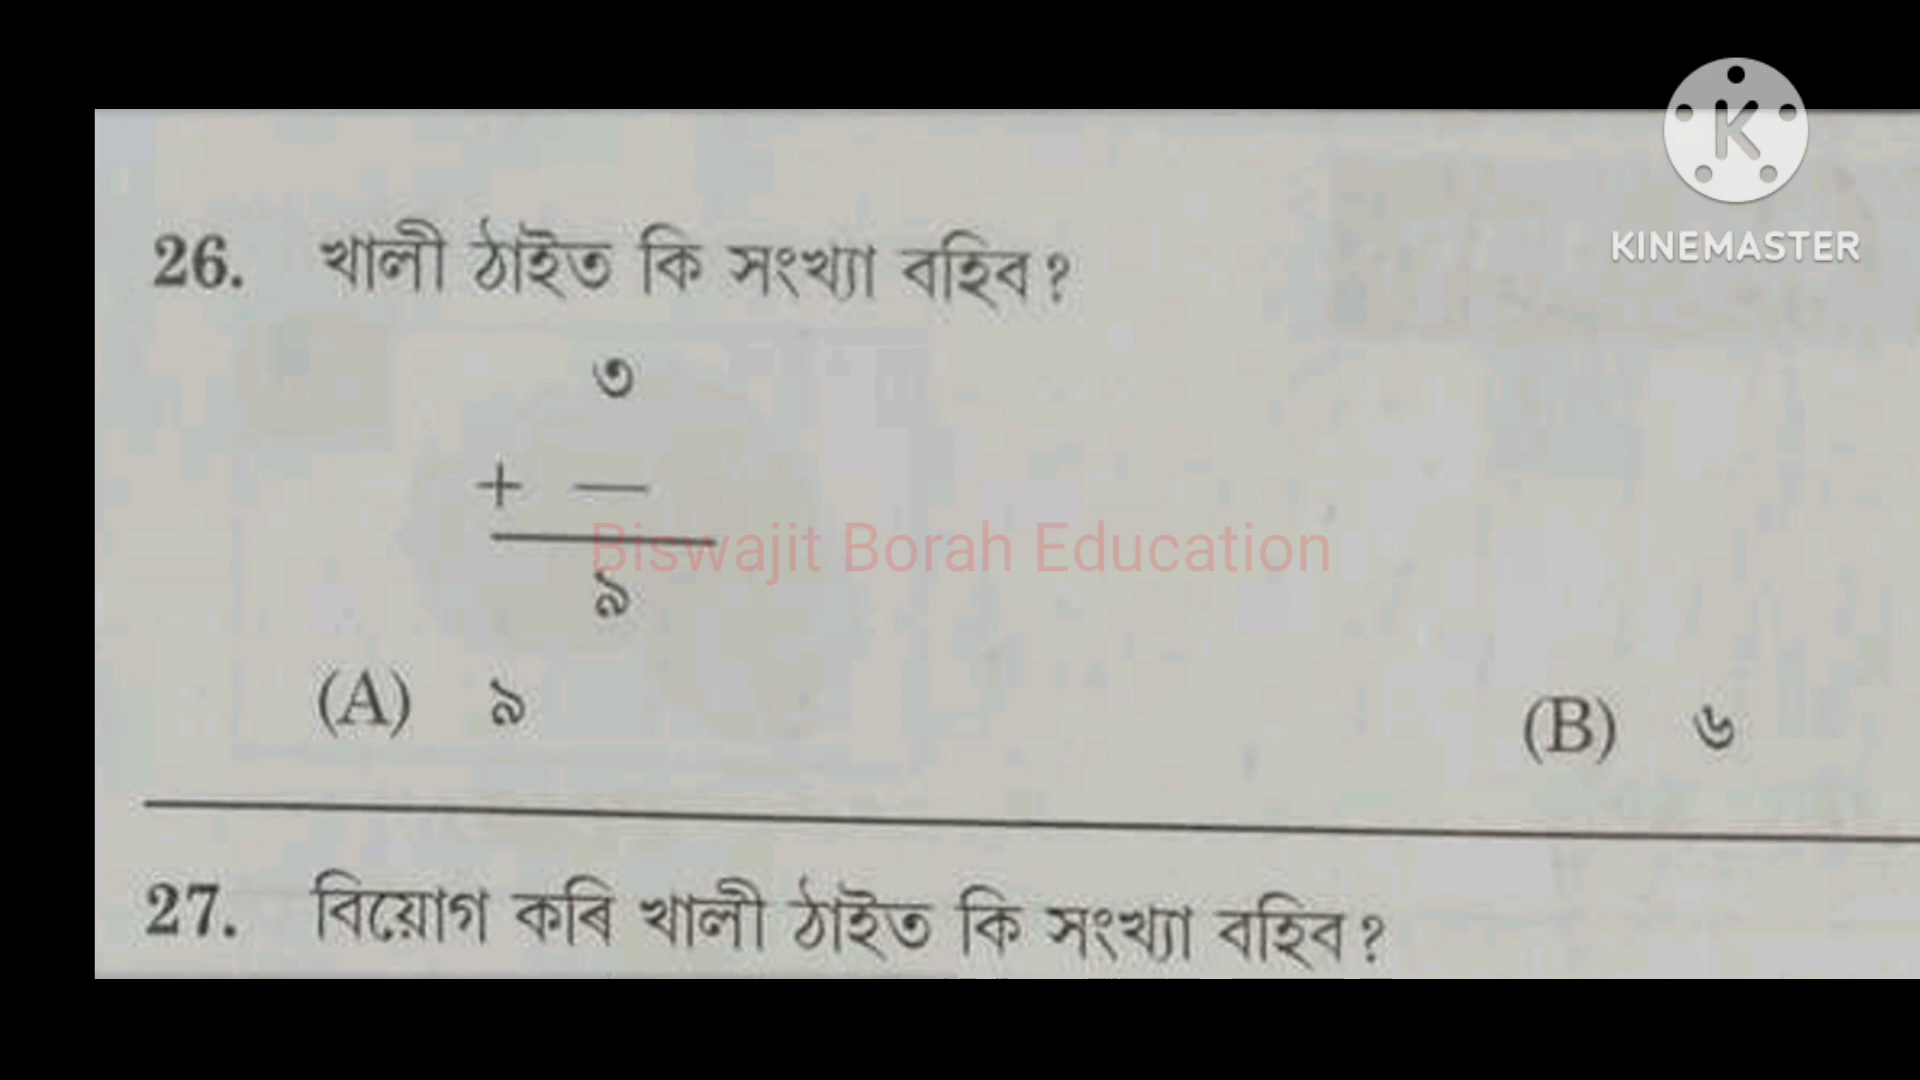 KINEMASTER
26. খালী ঠাইত কি সংখ্যা বহিব?
৩
+ —
Biswajit Borah Education
৯
(A) ৯ (B) ৬
27. বিয়োগ কৰি খালী ঠাইত কি সংখ্যা বহিব?